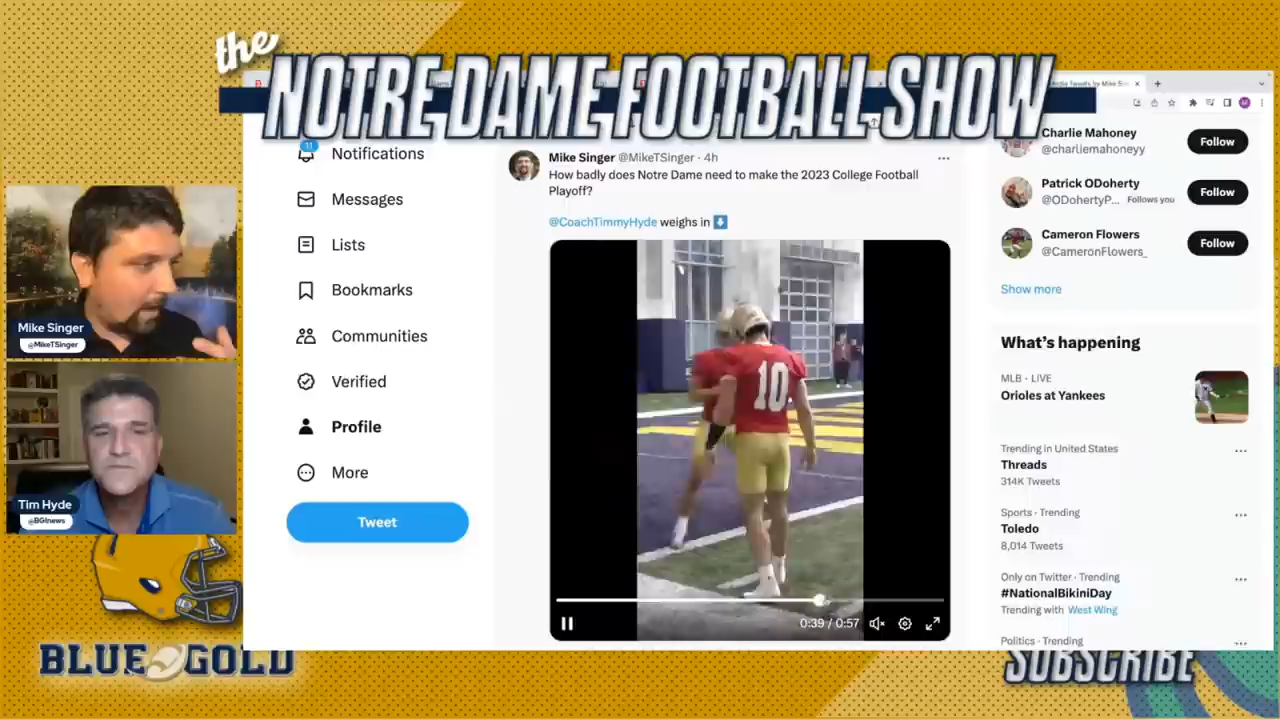 the
NOTRE DAME FOOTBALL SHOW
11
Notifications
Messages
Lists
Bookmarks
Communities
Verified
Profile
More
Tweet
Mike Singer @MikeTSinger · 4h
How badly does Notre Dame need to make the 2023 College Football
Playoff?
@CoachTimmyHyde weighs in
10
0:39 / 0:57
Charlie Mahoney
@charliemahoneyy
Follow
Patrick ODoherty
@ODohertyP... Follows you
Follow
Cameron Flowers
@CameronFlowers_
Follow
Show more
What's happening
MLB · LIVE
Orioles at Yankees
Trending in United States
Threads
314K Tweets
Sports · Trending
Toledo
8,014 Tweets
Only on Twitter · Trending
#NationalBikiniDay
Trending with West Wing
Politics · Trending
Mike Singer
@MikeTSinger
Tim Hyde
@BGInews
BLUE GOLD
SUBSCRIBE